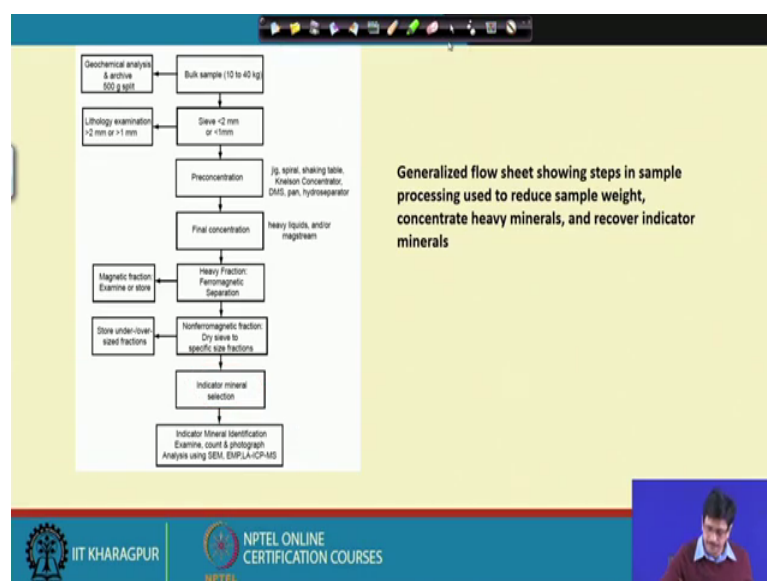 Geochemical analysis
& archive
500 g split
Bulk sample (10 to 40 kg)
Lithology examination
>2 mm or >1 mm
Sieve <2 mm
or <1mm
Preconcentration
jig, spiral, shaking table,
Knelson Concentrator,
DMS, pan, hydroseparator
Final concentration
heavy liquids, and/or
magstream
Magnetic fraction:
Examine or store
Heavy Fraction:
Ferromagnetic
Separation
Store under-/over-
sized fractions
Nonferromagnetic fraction:
Dry sieve to
specific size fractions
Indicator mineral
selection
Indicator Mineral Identification
Examine, count & photograph
Analysis using SEM, EMP,LA-ICP-MS
Generalized flow sheet showing steps in sample
processing used to reduce sample weight,
concentrate heavy minerals, and recover indicator
minerals
IIT KHARAGPUR
NPTEL ONLINE
CERTIFICATION COURSES
NPTEL